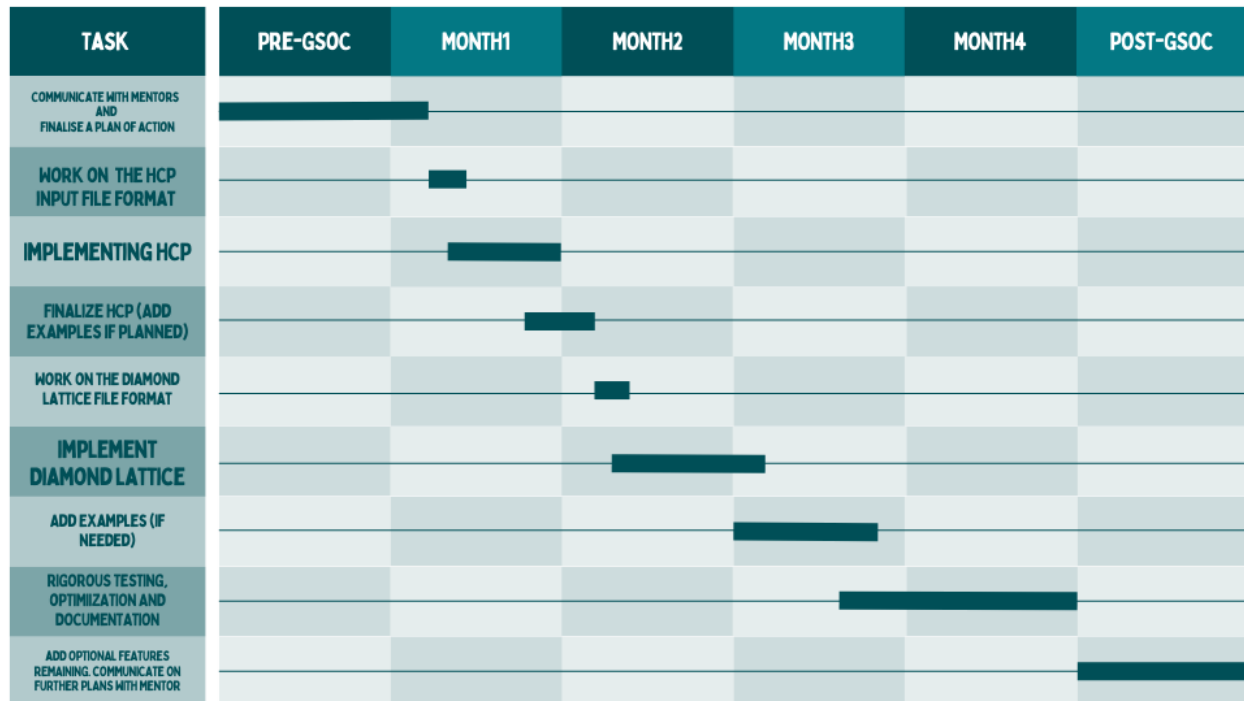 TASK
PRE-GSOC
MONTH1
MONTH2
MONTH3
MONTH4
POST-GSOC
COMMUNICATE WITH MENTORS
AND
FINALISE A PLAN OF ACTION
WORK ON THE HCP
INPUT FILE FORMAT
IMPLEMENTING HCP
FINALIZE HCP (ADD
EXAMPLES IF PLANNED)
WORK ON THE DIAMOND
LATTICE FILE FORMAT
IMPLEMENT
DIAMOND LATTICE
ADD EXAMPLES (IF
NEEDED)
RIGOROUS TESTING,
OPTIMIIZATION AND
DOCUMENTATION
ADD OPTIONAL FEATURES
REMAINING. COMMUNICATE ON
FURTHER PLANS WITH MENTOR